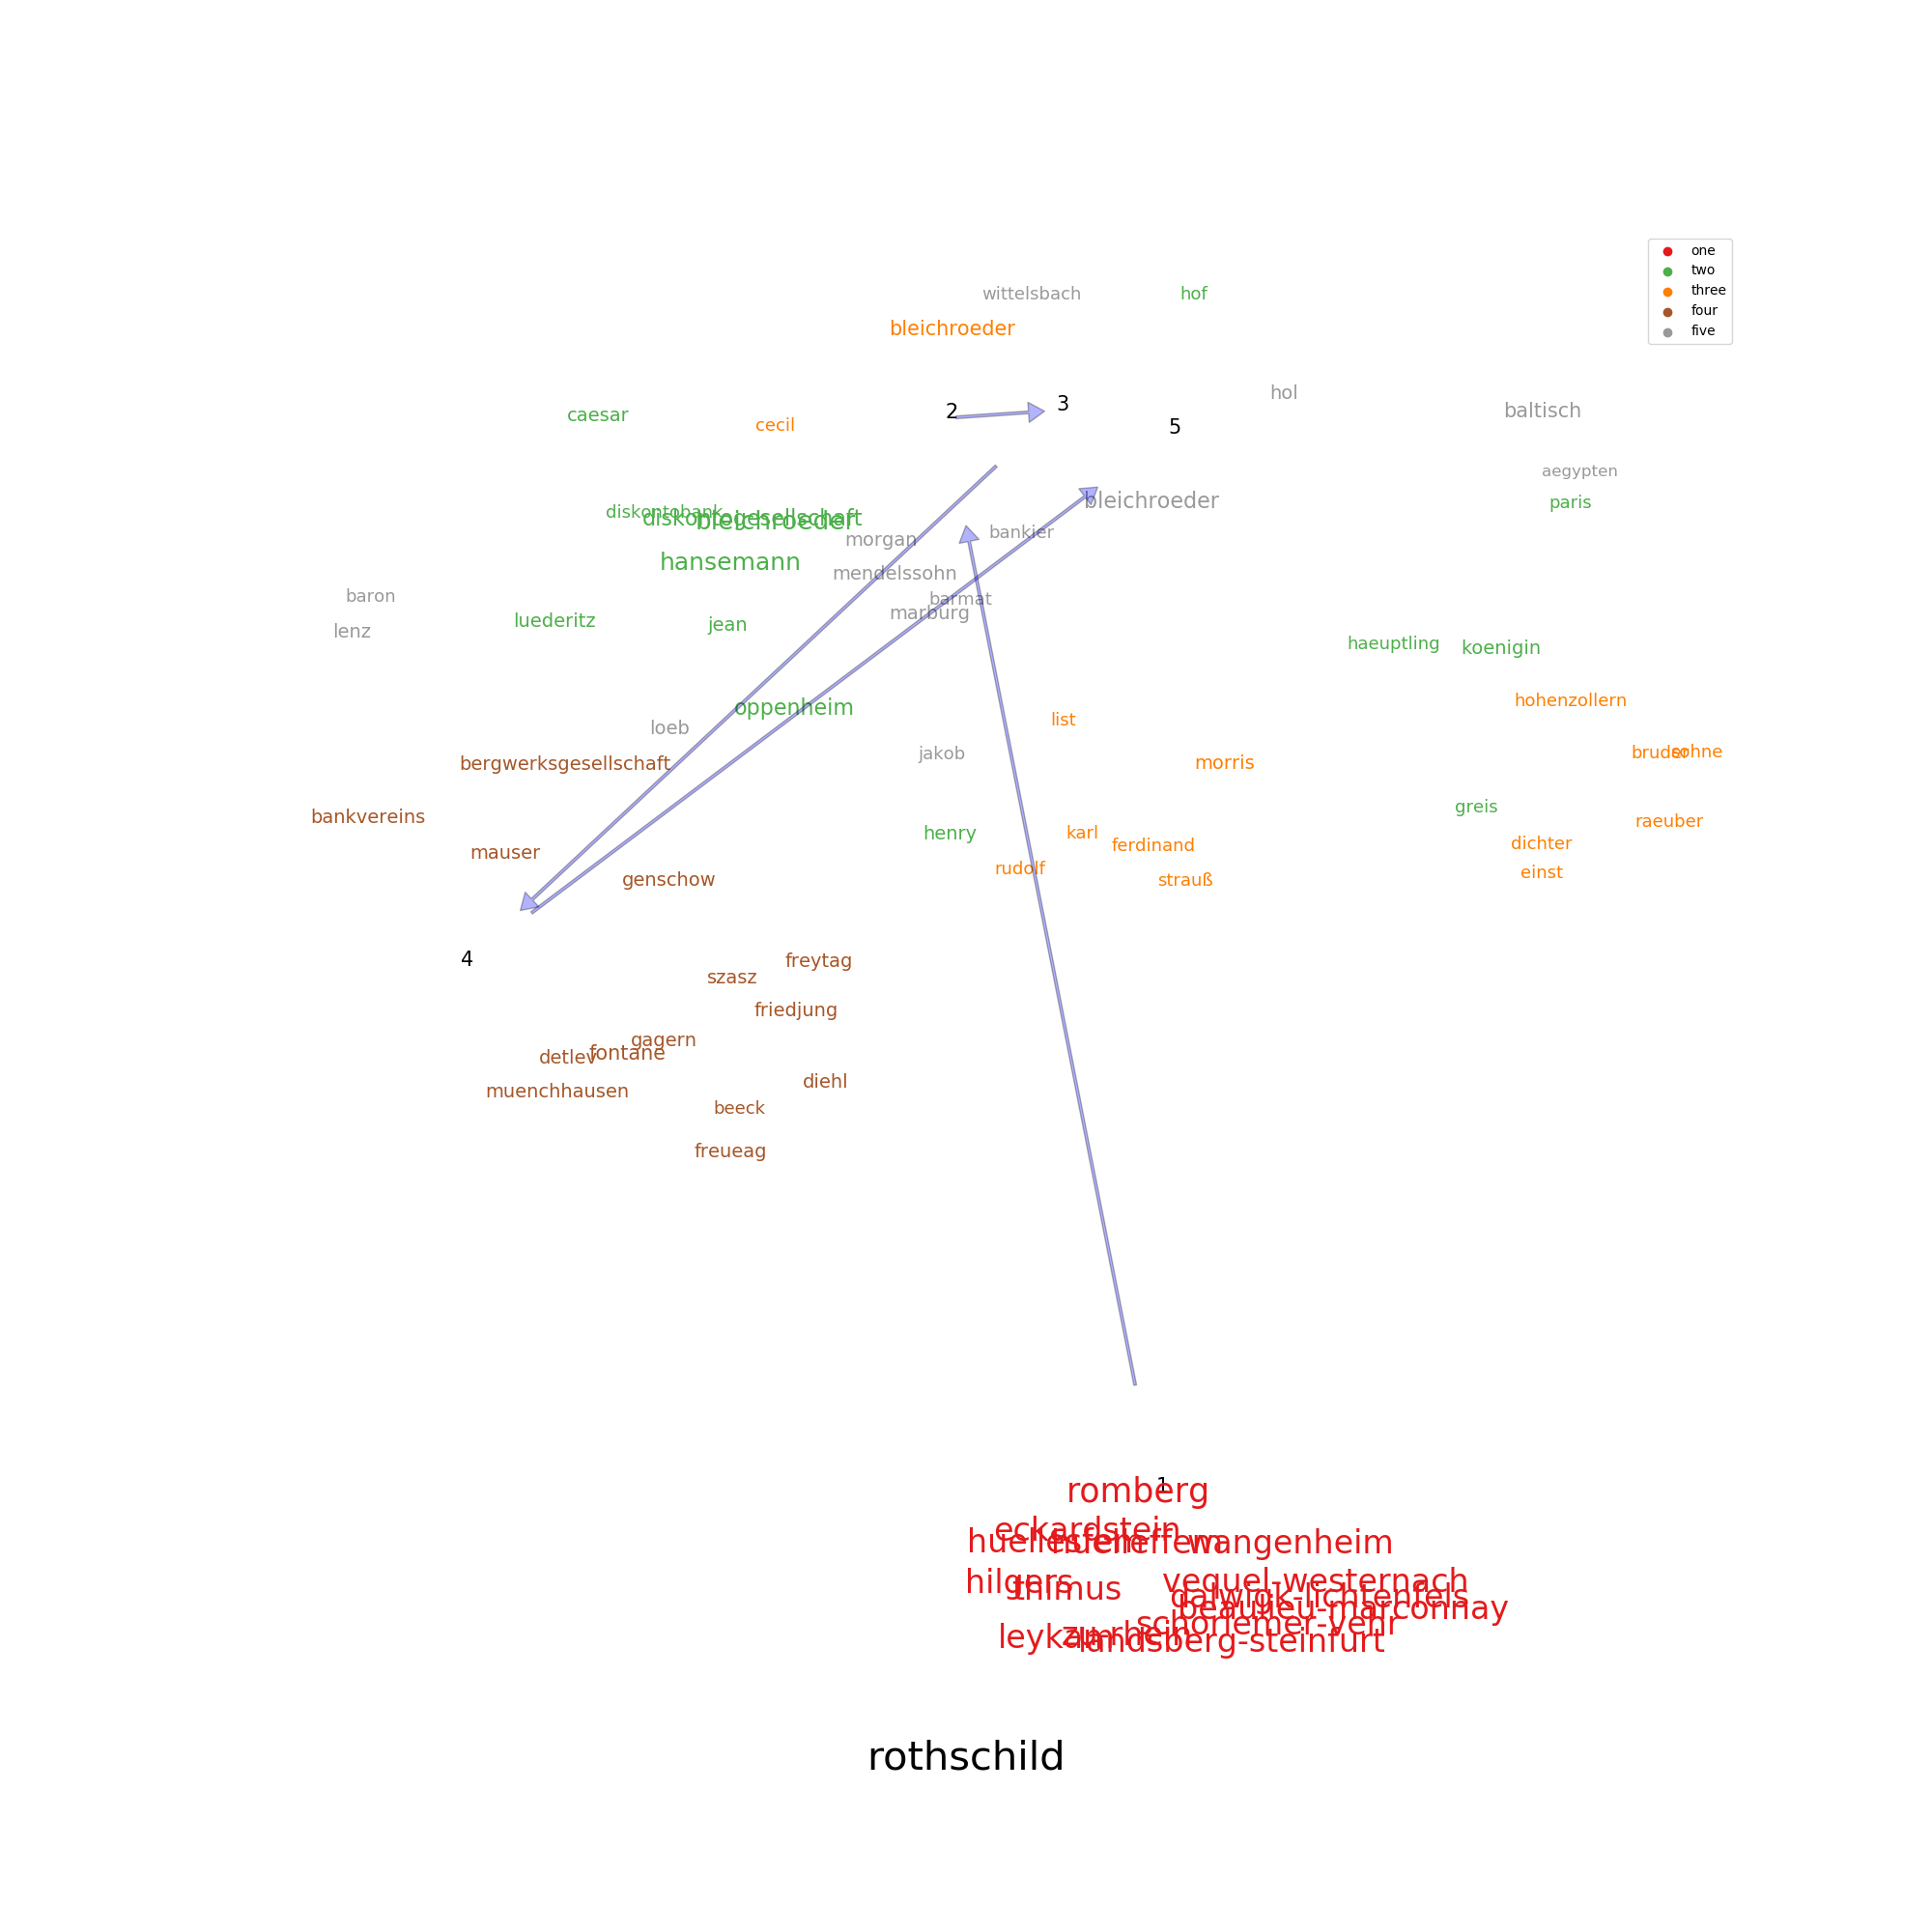 one
two
three
four
five
wittelsbach
hof
bleichroeder
hol
3
2
baltisch
caesar
cecil
5
aegypten
bleichroeder
paris
diskontobank
diskontogesellschaft
bleichroeder
bankier
morgan
hansemann
mendelssohn
baron
barmat
marburg
luederitz
jean
lenz
haeuptling
koenigin
hohenzollern
oppenheim
list
loeb
bruder
sohne
jakob
bergwerksgesellschaft
morris
greis
bankvereins
raeuber
henry
karl
dichter
ferdinand
mauser
rudolf
einst
genschow
strauß
4
freytag
szasz
friedjung
gagern
fontane
detlev
diehl
muenchhausen
beeck
freueag
1
romberg
eckardstein
wangenheim
hilgers
thimus
vequel-westernach
dalwigk-lichtenfels
beaulieu-marconnay
schorlemer-vehr
leykam
zu-rhein
landsberg-steinfurt
rothschild